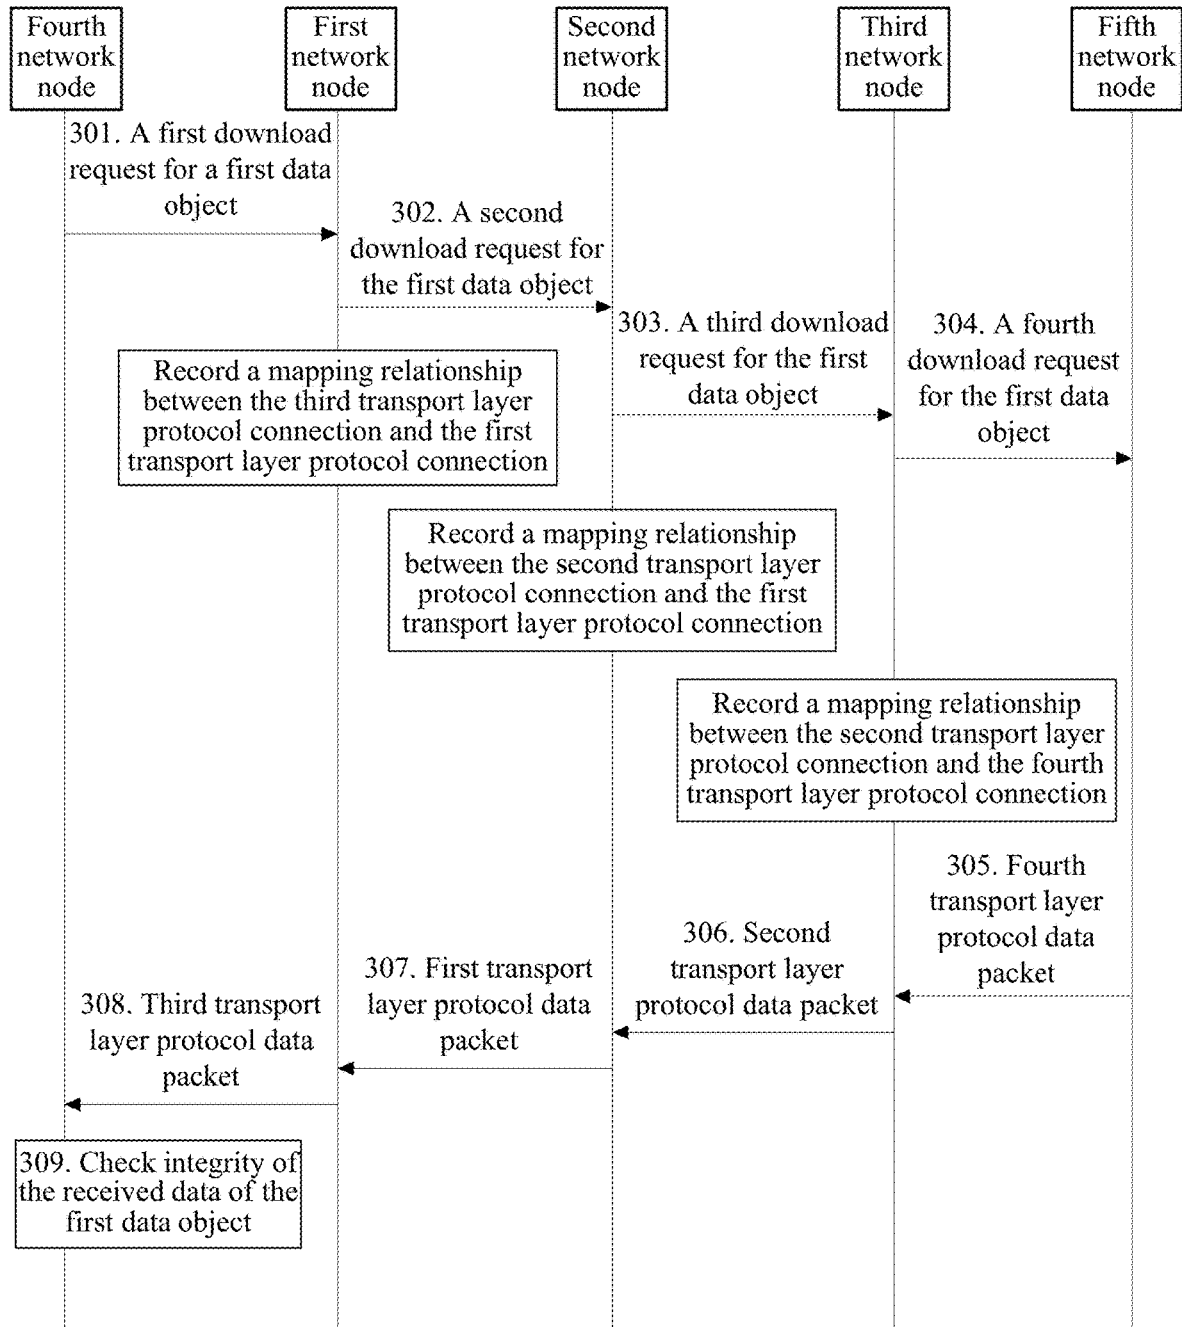 Fourth
network
node
First
network
node
Second
network
node
Third
network
node
Fifth
network
node
301. A first download
request for a first data
object
302. A second
download request for
the first data object
303. A third download
request for the first
data object
304. A fourth
download request
for the first data
object
Record a mapping relationship
between the third transport layer
protocol connection and the first
transport layer protocol connection
Record a mapping relationship
between the second transport layer
protocol connection and the first
transport layer protocol connection
Record a mapping relationship
between the second transport layer
protocol connection and the fourth
transport layer protocol connection
305. Fourth
transport layer
protocol data
packet
306. Second
transport layer
protocol data packet
307. First transport
layer protocol data
packet
308. Third transport
layer protocol data
packet
309. Check integrity of
the received data of the
first data object